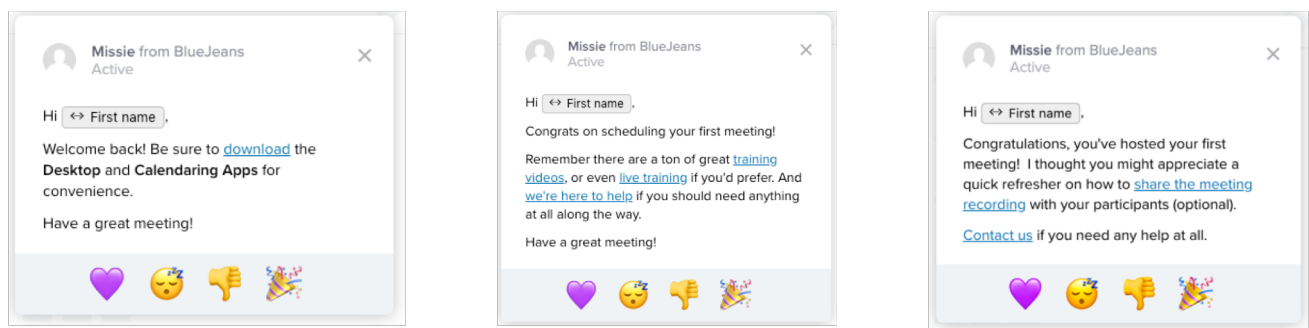 Missie from BlueJeans
Active
Hi ↔ First name ,
Welcome back! Be sure to download the
Desktop and Calendaring Apps for
convenience.
Have a great meeting!
Missie from BlueJeans
Active
Hi ↔ First name ,
Congrats on scheduling your first meeting!
Remember there are a ton of great training
videos, or even live training if you'd prefer. And
we're here to help if you should need anything
at all along the way.
Have a great meeting!
Missie from BlueJeans
Active
Hi ↔ First name ,
Congratulations, you've hosted your first
meeting! I thought you might appreciate a
quick refresher on how to share the meeting
recording with your participants (optional).
Contact us if you need any help at all.